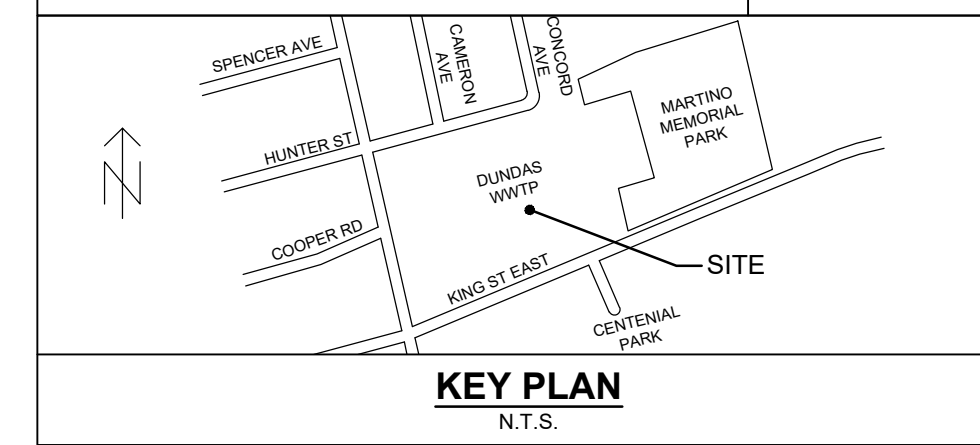 SPENCER AVE
CAMERON
AVE
CONCORD
AVE
MARTINO
MEMORIAL
PARK
HUNTER ST
DUNDAS
WWTP
N
COOPER RD
SITE
KING ST EAST
CENTENIAL
PARK
KEY PLAN
N.T.S.